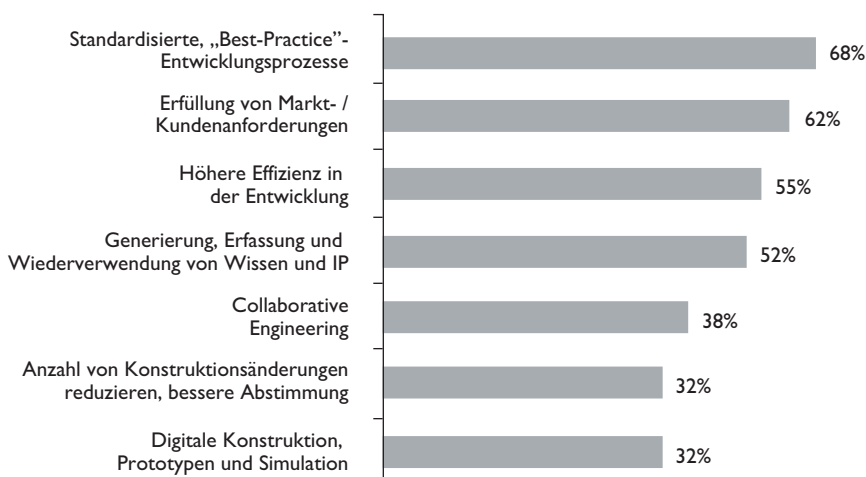 Standardisierte, „Best-Practice”-
Entwicklungsprozesse
68%
Erfüllung von Markt- /
Kundenanforderungen
62%
Höhere Effizienz in
der Entwicklung
55%
Generierung, Erfassung und
Wiederverwendung von Wissen und IP
52%
Collaborative
Engineering
38%
Anzahl von Konstruktionsänderungen
reduzieren, bessere Abstimmung
32%
Digitale Konstruktion,
Prototypen und Simulation
32%